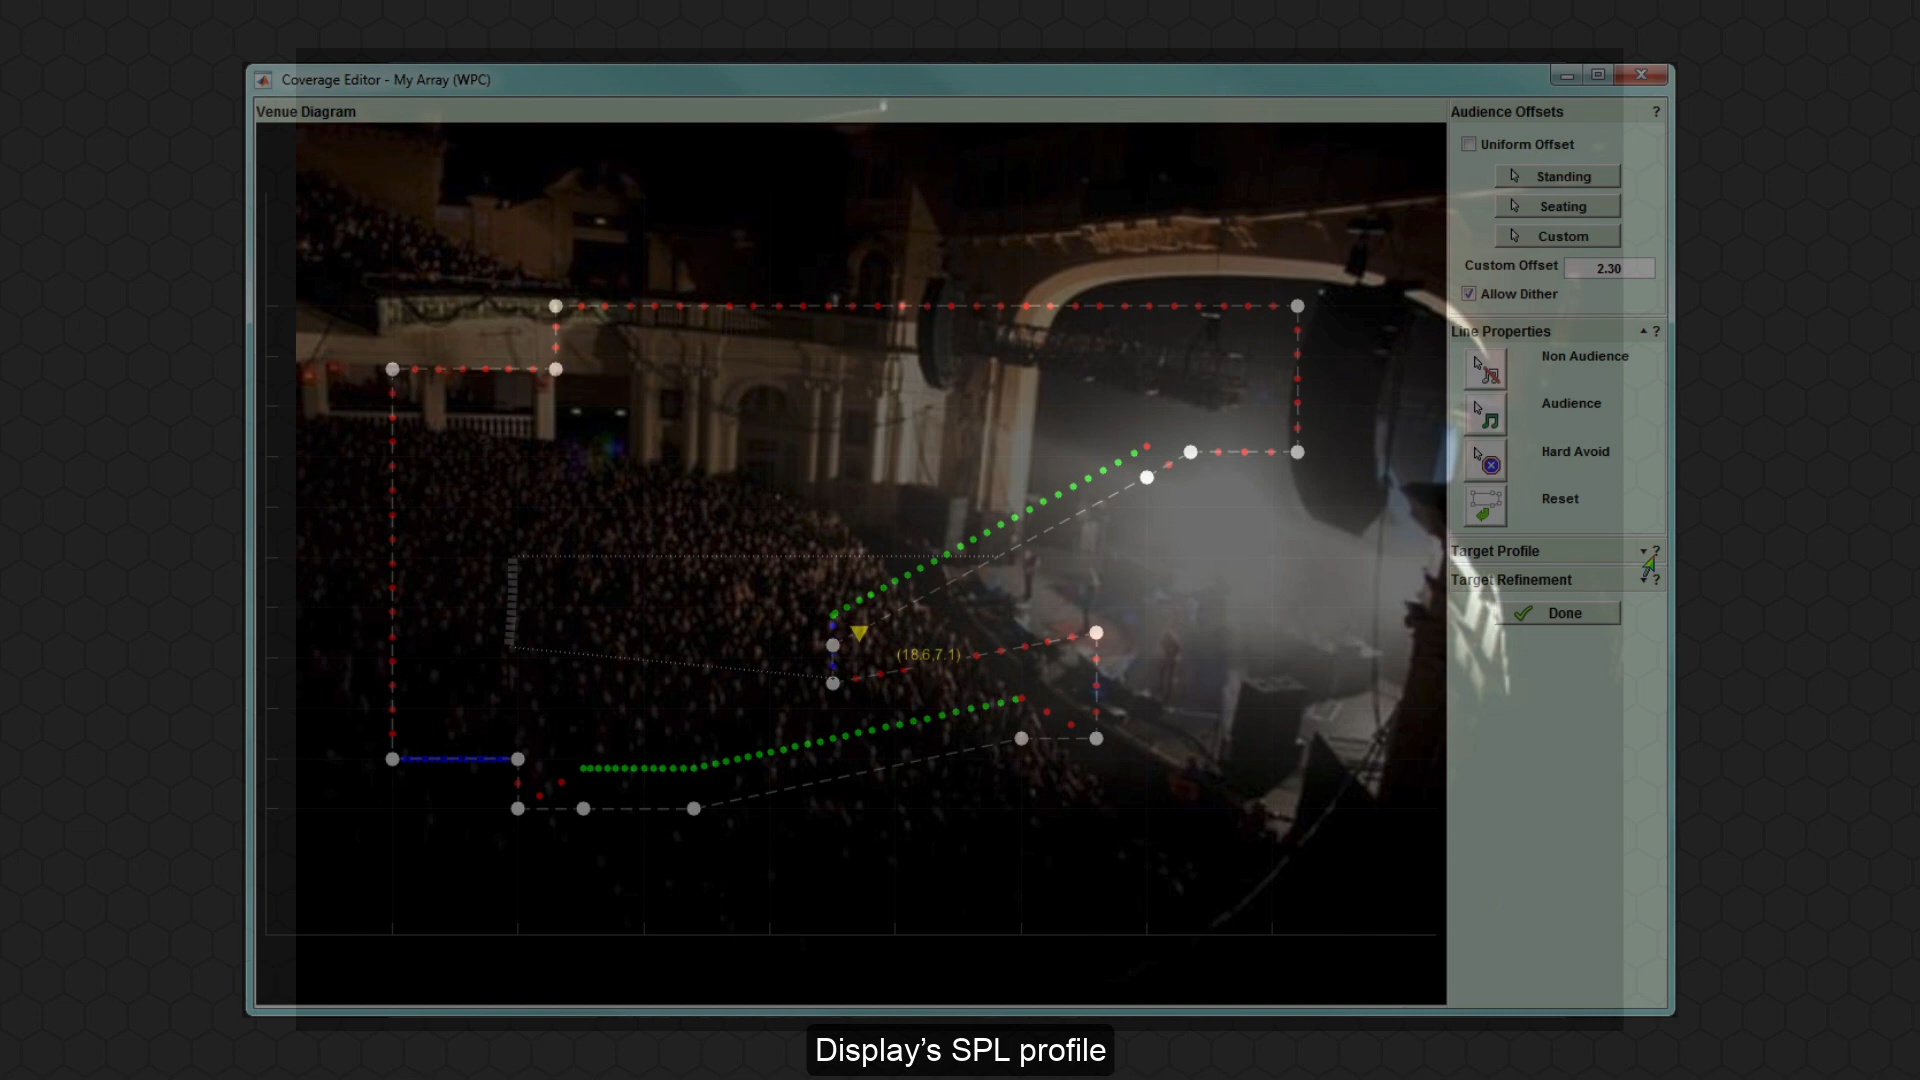 Coverage Editor - My Array (WPC)
Venue Diagram
Audience Offsets ?
Uniform Offset
Standing
Seating
Custom
Custom Offset 2.30
Allow Dither
Line Properties ?
Non Audience
Audience
Hard Avoid
Reset
Target Profile ?
Target Refinement ?
Done
(18.6,7.1)
Display’s SPL profile